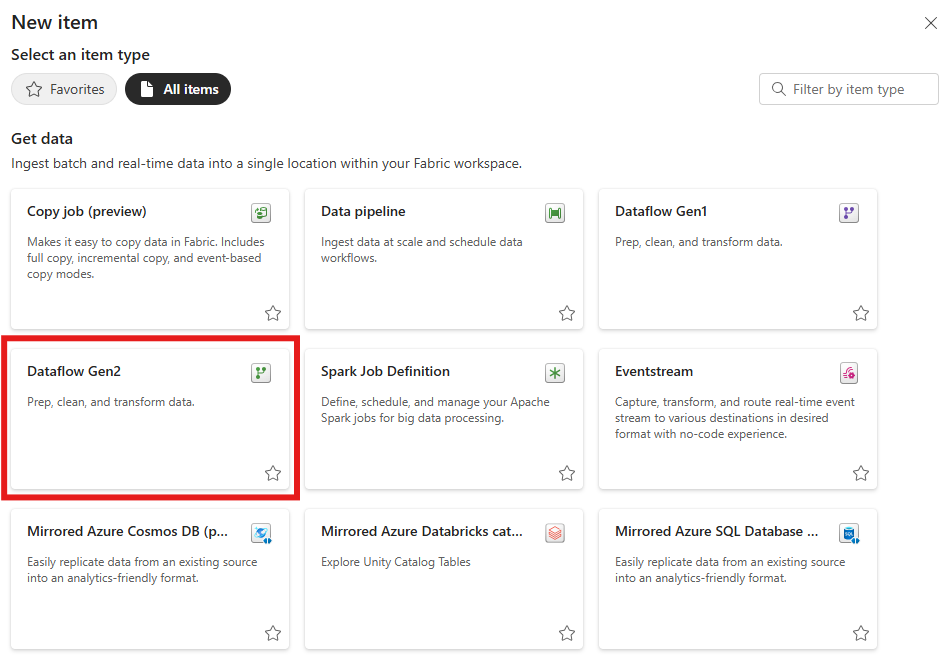 New item
Select an item type
Favorites
All items
Filter by item type
Get data
Ingest batch and real-time data into a single location within your Fabric workspace.
Copy job (preview)
Makes it easy to copy data in Fabric. Includes
full copy, incremental copy, and event-based
copy modes.
Data pipeline
Ingest data at scale and schedule data
workflows.
Dataflow Gen1
Prep, clean, and transform data.
Dataflow Gen2
Prep, clean, and transform data.
Spark Job Definition
Define, schedule, and manage your Apache
Spark jobs for big data processing.
Eventstream
Capture, transform, and route real-time event
stream to various destinations in desired
format with no-code experience.
Mirrored Azure Cosmos DB (p...
Easily replicate data from an existing source
into an analytics-friendly format.
Mirrored Azure Databricks cat...
Explore Unity Catalog Tables
Mirrored Azure SQL Database ...
SQL
Easily replicate data from an existing source
into an analytics-friendly format.